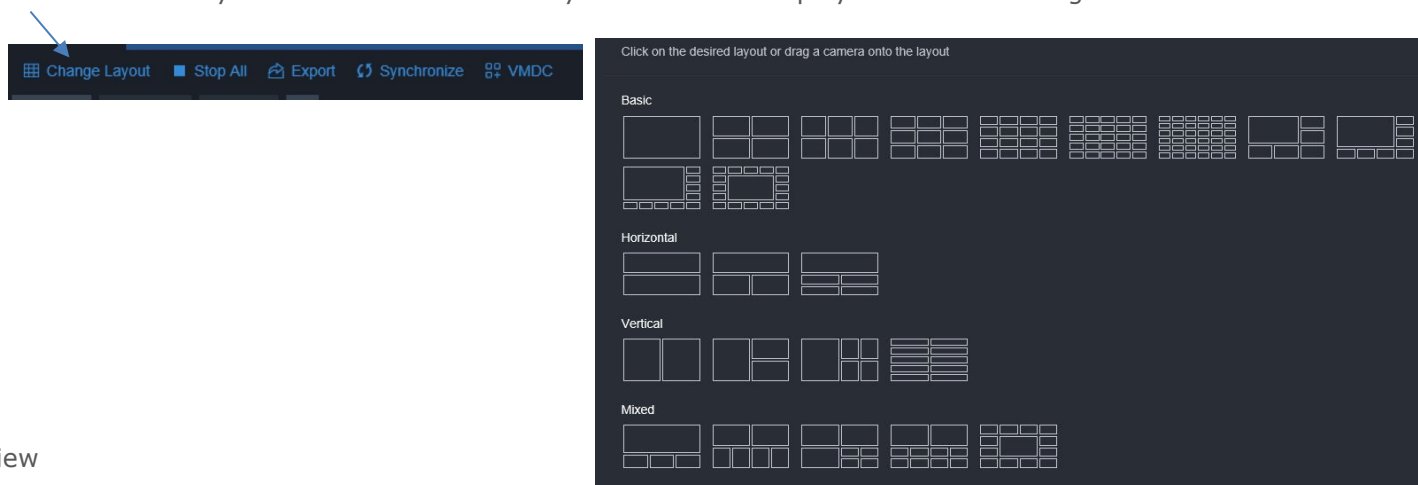 Change Layout Stop All Export Synchronize VMDC
Click on the desired layout or drag a camera onto the layout
Basic
Horizontal
Vertical
Mixed